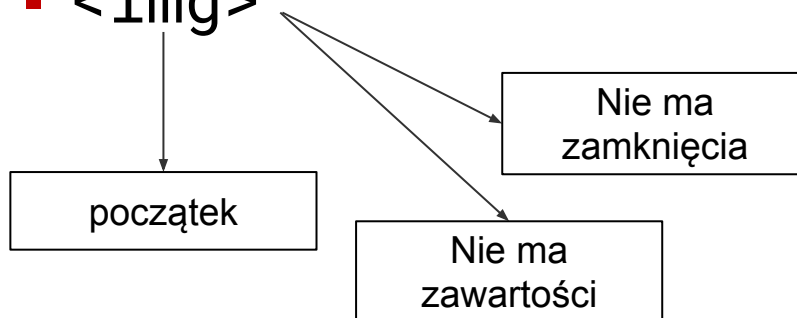 <img>
Nie ma
zamknięcia
początek
Nie ma
zawartości